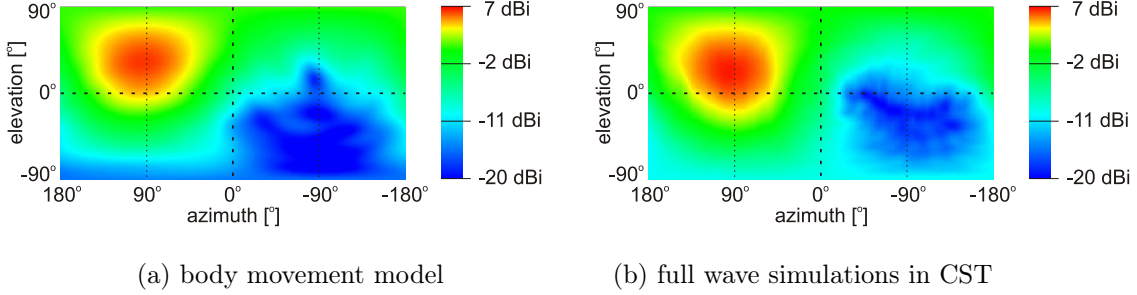 90°
0°
-90°
elevation [°]
180°
90°
0°
-90°
-180°
azimuth [°]
7 dBi
-2 dBi
-11 dBi
-20 dBi
(a) body movement model
90°
0°
-90°
elevation [°]
180°
90°
0°
-90°
-180°
azimuth [°]
7 dBi
-2 dBi
-11 dBi
-20 dBi
(b) full wave simulations in CST